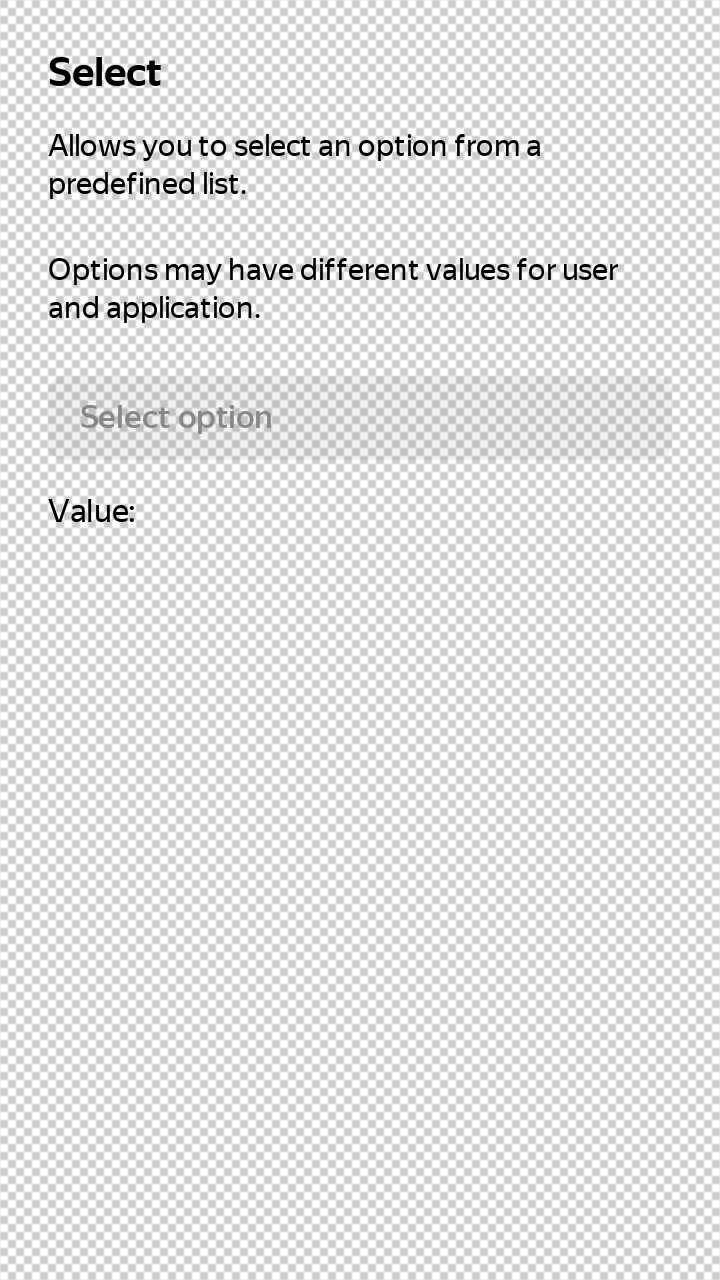 Select
Allows you to select an option from a
predefined list.
Options may have different values for user
and application.
Select option
Value: